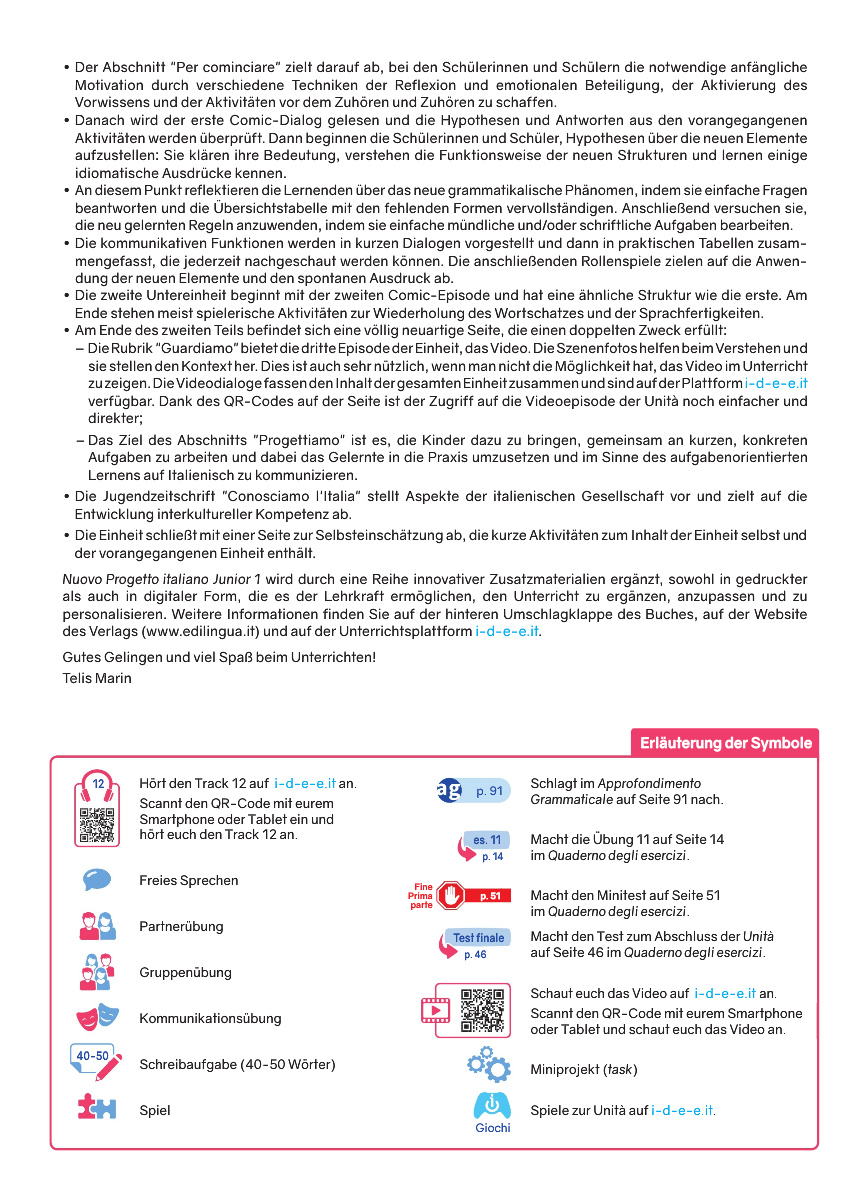 • Der Abschnitt "Per cominciare" zielt darauf ab, bei den Schülerinnen und Schülern die notwendige anfängliche
Motivation durch verschiedene Techniken der Reflexion und emotionalen Beteiligung, der Aktivierung des
Vorwissens und der Aktivitäten vor dem Zuhören und Zuhören zu schaffen.
• Danach wird der erste Comic-Dialog gelesen und die Hypothesen und Antworten aus den vorangegangenen
Aktivitäten werden überprüft. Dann beginnen die Schülerinnen und Schüler, Hypothesen über die neuen Elemente
aufzustellen: Sie klären ihre Bedeutung, verstehen die Funktionsweise der neuen Strukturen und lernen einige
idiomatische Ausdrücke kennen.
• An diesem Punkt reflektieren die Lernenden über das neue grammatikalische Phänomen, indem sie einfache Fragen
beantworten und die Übersichtstabelle mit den fehlenden Formen vervollständigen. Anschließend versuchen sie,
die neu gelernten Regeln anzuwenden, indem sie einfache mündliche und/oder schriftliche Aufgaben bearbeiten.
• Die kommunikativen Funktionen werden in kurzen Dialogen vorgestellt und dann in praktischen Tabellen zusam-
mengefasst, die jederzeit nachgeschaut werden können. Die anschließenden Rollenspiele zielen auf die Anwen-
dung der neuen Elemente und den spontanen Ausdruck ab.
• Die zweite Untereinheit beginnt mit der zweiten Comic-Episode und hat eine ähnliche Struktur wie die erste. Am
Ende stehen meist spielerische Aktivitäten zur Wiederholung des Wortschatzes und der Sprachfertigkeiten.
• Am Ende des zweiten Teils befindet sich eine völlig neuartige Seite, die einen doppelten Zweck erfüllt:
– Die Rubrik "Guardiamo" bietet die dritte Episode der Einheit, das Video. Die Szenenfotos helfen beim Verstehen und
sie stellen den Kontext her. Dies ist auch sehr nützlich, wenn man nicht die Möglichkeit hat, das Video im Unterricht
zu zeigen. Die Videodialoge fassen den Inhalt der gesamten Einheit zusammen und sind auf der Plattform i-d-e-e.it
verfügbar. Dank des QR-Codes auf der Seite ist der Zugriff auf die Videoepisode der Unità noch einfacher und
direkter;
– Das Ziel des Abschnitts "Progettiamo" ist es, die Kinder dazu zu bringen, gemeinsam an kurzen, konkreten
Aufgaben zu arbeiten und dabei das Gelernte in die Praxis umzusetzen und im Sinne des aufgabenorientierten
Lernens auf Italienisch zu kommunizieren.
• Die Jugendzeitschrift "Conosciamo l'Italia" stellt Aspekte der italienischen Gesellschaft vor und zielt auf die
Entwicklung interkultureller Kompetenz ab.
• Die Einheit schließt mit einer Seite zur Selbsteinschätzung ab, die kurze Aktivitäten zum Inhalt der Einheit selbst und
der vorangegangenen Einheit enthält.
Nuovo Progetto italiano Junior 1 wird durch eine Reihe innovativer Zusatzmaterialien ergänzt, sowohl in gedruckter
als auch in digitaler Form, die es der Lehrkraft ermöglichen, den Unterricht zu ergänzen, anzupassen und zu
personalisieren. Weitere Informationen finden Sie auf der hinteren Umschlagklappe des Buches, auf der Website
des Verlags (www.edilingua.it) und auf der Unterrichtsplattform i-d-e-e.it.
Gutes Gelingen und viel Spaß beim Unterrichten!
Telis Marin
Erläuterung der Symbole
12
Hört den Track 12 auf i-d-e-e.it an.
Scannt den QR-Code mit eurem
Smartphone oder Tablet ein und
hört euch den Track 12 an.
Freies Sprechen
Partnerübung
Gruppenübung
Kommunikationsübung
40-50
Schreibaufgabe (40-50 Wörter)
Spiel
ag p. 91
Schlagt im Approfondimento
Grammaticale auf Seite 91 nach.
es. 11
p. 14
Macht die Übung 11 auf Seite 14
im Quaderno degli esercizi.
Fine
Prima
parte
p. 51
Macht den Minitest auf Seite 51
im Quaderno degli esercizi.
Test finale
p. 46
Macht den Test zum Abschluss der Unità
auf Seite 46 im Quaderno degli esercizi.
Schaut euch das Video auf i-d-e-e.it an.
Scannt den QR-Code mit eurem Smartphone
oder Tablet und schaut euch das Video an.
Miniprojekt (task)
Giochi
Spiele zur Unità auf i-d-e-e.it.